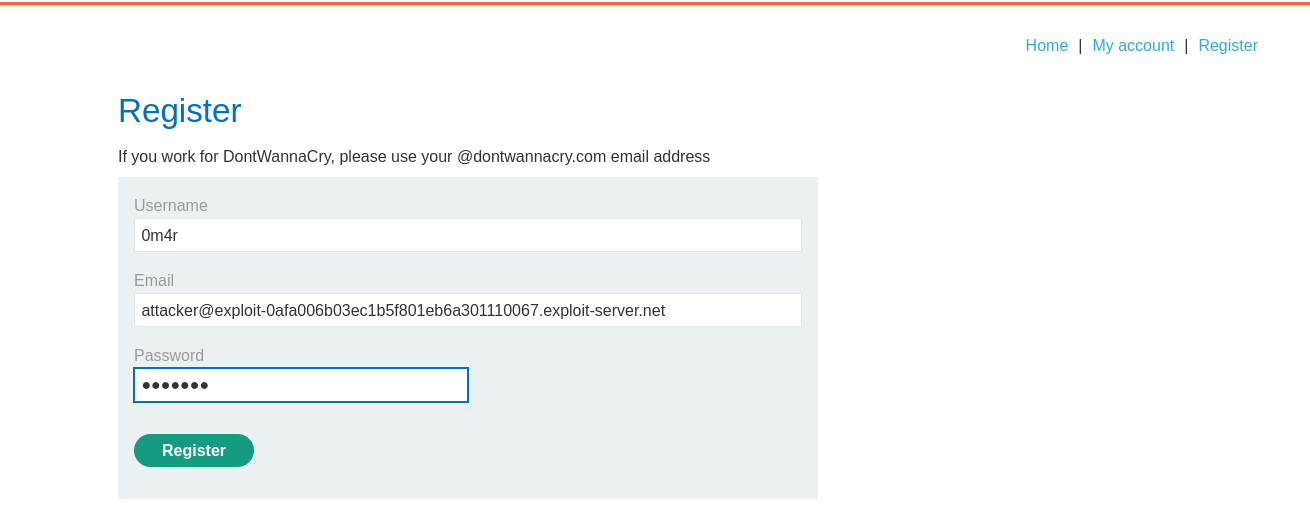 Home | My account | Register
Register
If you work for DontWannaCry, please use your @dontwannacry.com email address
Username
0m4r
Email
attacker@exploit-0afa006b03ec1b5f801eb6a301110067.exploit-server.net
Password
●●●●●●●
Register